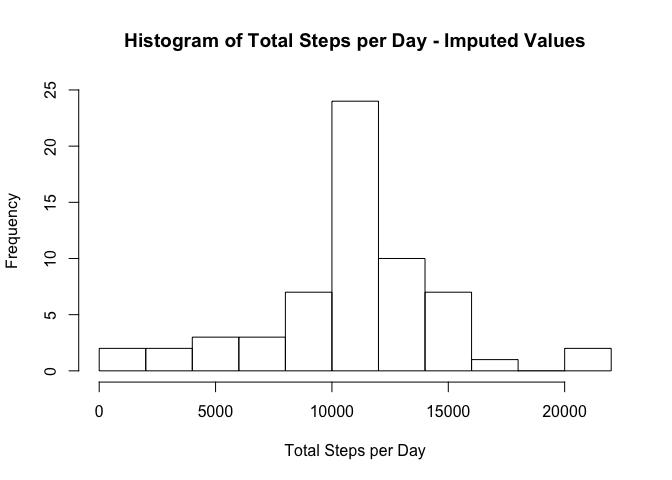 Histogram of Total Steps per Day - Imputed Values
25
20
15
10
5
0
Frequency
0 5000 10000 15000 20000
Total Steps per Day